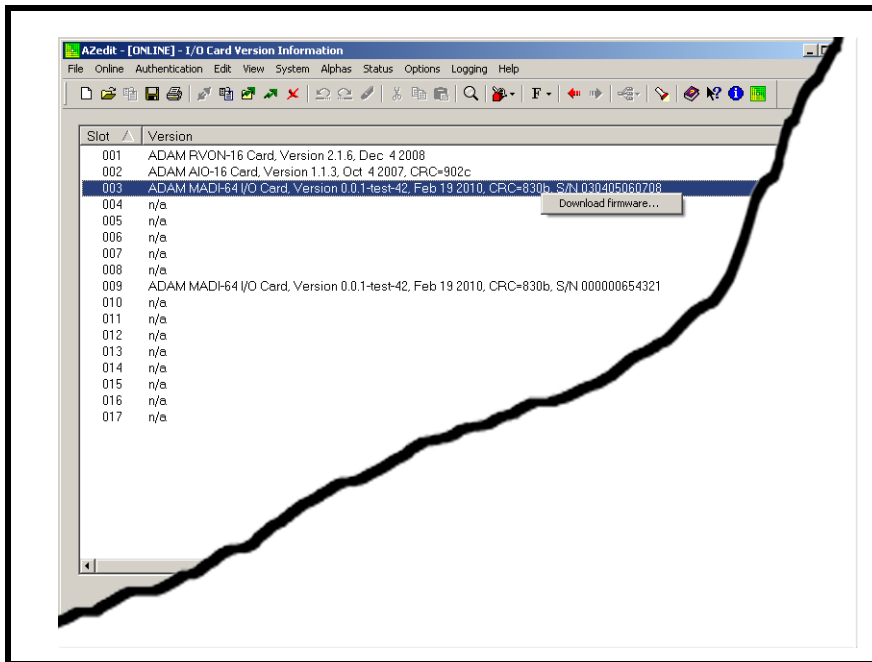 AZedit - [ONLINE] - I/O Card Version Information
File Online Authentication Edit View System Alphas Status Options Logging Help
F
Slot Version
001 ADAM RVON-16 Card, Version 2.1.6, Dec 4 2008
002 ADAM AIO-16 Card, Version 1.1.3, Oct 4 2007, CRC=902c
003 ADAM MADI-64 I/O Card, Version 0.0.1-test-42, Feb 19 2010, CRC=830b, S/N 030405060708
Download firmware...
004 n/a
005 n/a
006 n/a
007 n/a
008 n/a
009 ADAM MADI-64 I/O Card, Version 0.0.1-test-42, Feb 19 2010, CRC=830b, S/N 000000654321
010 n/a
011 n/a
012 n/a
013 n/a
014 n/a
015 n/a
016 n/a
017 n/a